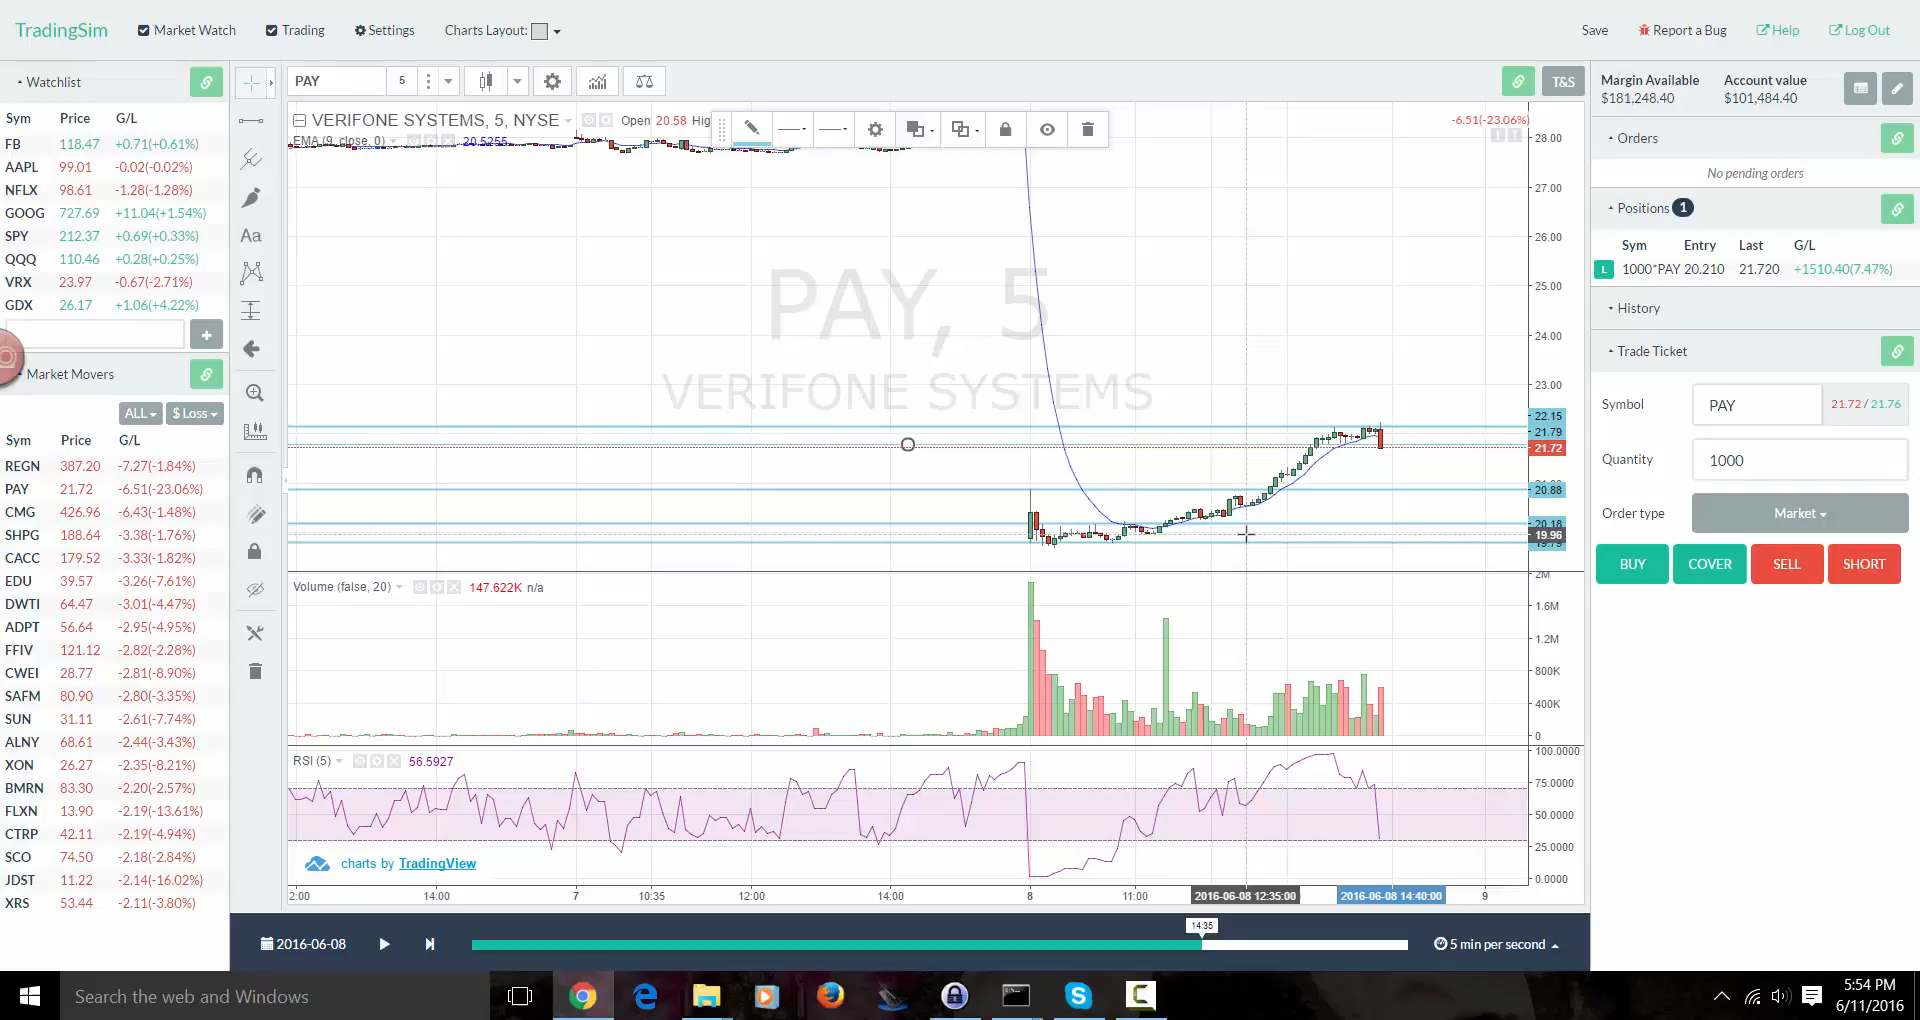 TradingSim
Market Watch
Trading
Settings
Charts Layout:
Save
Report a Bug
Help
Log Out
Watchlist
Sym Price G/L
FB 118.47 +0.71(+0.61%)
AAPL 99.01 -0.02(-0.02%)
NFLX 98.61 -1.28(-1.28%)
GOOG 727.69 +11.04(+1.54%)
SPY 212.37 +0.69(+0.33%)
QQQ 110.46 +0.28(+0.25%)
VRX 23.97 -0.67(-2.71%)
GDX 26.17 +1.06(+4.22%)
Market Movers
ALL $ Loss
Sym Price G/L
REGN 387.20 -7.27(-1.84%)
PAY 21.72 -6.51(-23.06%)
CMG 426.96 -6.43(-1.48%)
SHPG 188.64 -3.38(-1.76%)
CACC 179.52 -3.33(-1.82%)
EDU 39.57 -3.26(-7.61%)
DWTI 64.47 -3.01(-4.47%)
ADPT 56.64 -2.95(-4.95%)
FFIV 121.12 -2.82(-2.28%)
CWEI 28.77 -2.81(-8.90%)
SAFM 80.90 -2.80(-3.35%)
SUN 31.11 -2.61(-7.74%)
ALNY 68.61 -2.44(-3.43%)
XON 26.27 -2.35(-8.21%)
BMRN 83.30 -2.20(-2.57%)
FLXN 13.90 -2.19(-13.61%)
CTRP 42.11 -2.19(-4.94%)
SCO 74.50 -2.18(-2.84%)
JDST 11.22 -2.14(-16.02%)
XRS 53.44 -2.11(-3.80%)
Aa
PAY 5
T&S
VERIFONE SYSTEMS, 5, NYSE Open 20.58
-6.51(-23.06%)
EMA (9, close, 0) 20.5255
PAY, 5
VERIFONE SYSTEMS
28.00
27.00
26.00
25.00
24.00
23.00
22.15
21.79
21.72
20.88
20.18
19.96
Volume (false, 20) 147.622K n/a
2M
1.6M
1.2M
800K
400K
0
RSI (5) 56.5927
100.0000
75.0000
50.0000
25.0000
0.0000
charts by TradingView
2:00 14:00 7 10:35 12:00 14:00 8 11:00 2016-06-08 12:35:00 2016-06-08 14:40:00 9
14:35
2016-06-08
5 min per second
Margin Available Account value
$181,248.40 $101,484.40
Orders
No pending orders
Positions 1
Sym Entry Last G/L
L 1000*PAY 20.210 21.720 +1510.40(7.47%)
History
Trade Ticket
Symbol PAY 21.72 / 21.76
Quantity 1000
Order type Market
BUY COVER SELL SHORT
Search the web and Windows
5:54 PM
6/11/2016